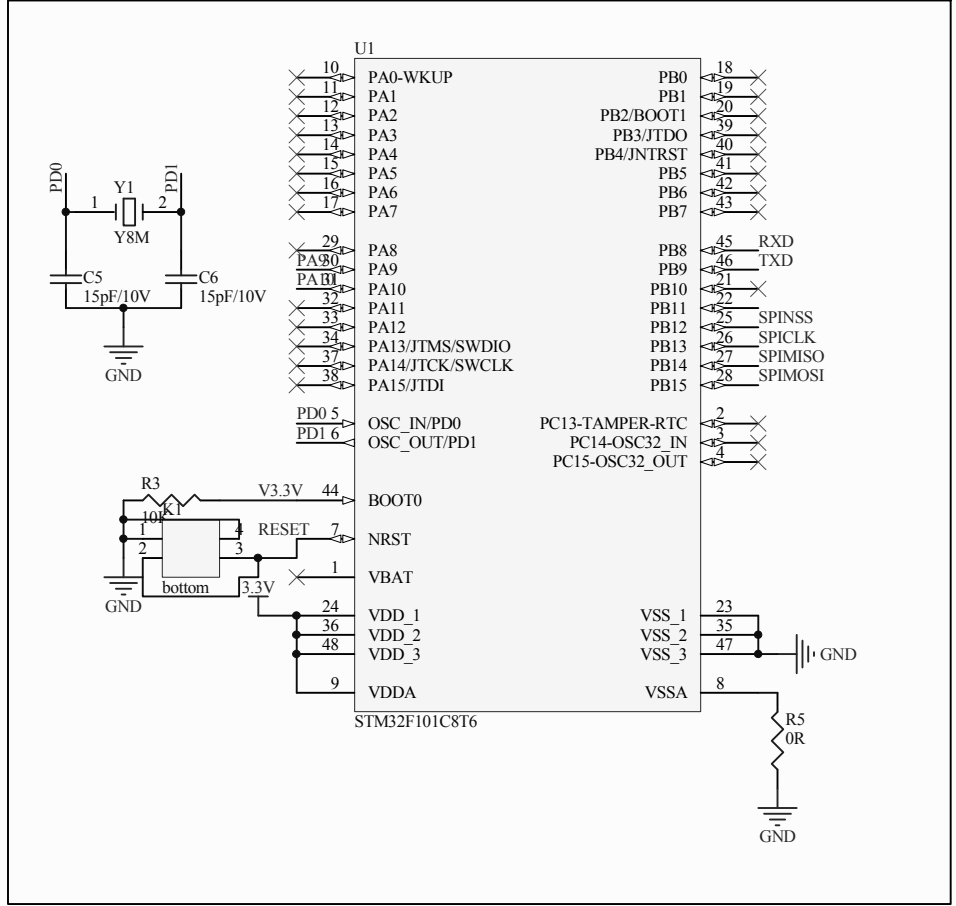 U1
10 PA0-WKUP PB0 18
11 PA1 PB1 19
12 PA2 PB2/BOOT1 20
13 PA3 PB3/JTDO 39
14 PA4 PB4/JNTRST 40
15 PA5 PB5 41
16 PA6 PB6 42
17 PA7 PB7 43
PD0 PD1
Y1
1 2
Y8M
29 PA8 PB8 45 RXD
PA9 30 PA9 PB9 46 TXD
PA10 31 PA10 PB10 21
32 PA11 PB11 22
33 PA12 PB12 25 SPINSS
34 PA13/JTMS/SWDIO PB13 26 SPICLK
37 PA14/JTCK/SWCLK PB14 27 SPIMISO
38 PA15/JTDI PB15 28 SPIMOSI
C5 C6
15pF/10V 15pF/10V
GND
PD0 5 OSC_IN/PD0 PC13-TAMPER-RTC 2
PD1 6 OSC_OUT/PD1 PC14-OSC32_IN 3
PC15-OSC32_OUT 4
R3
V3.3V 44 BOOT0
10K K1
1 4
2 3
bottom
GND
RESET 7 NRST
1 VBAT
3.3V
24 VDD_1 VSS_1 23
36 VDD_2 VSS_2 35
48 VDD_3 VSS_3 47 GND
9 VDDA VSSA 8
STM32F101C8T6
R5
0R
GND